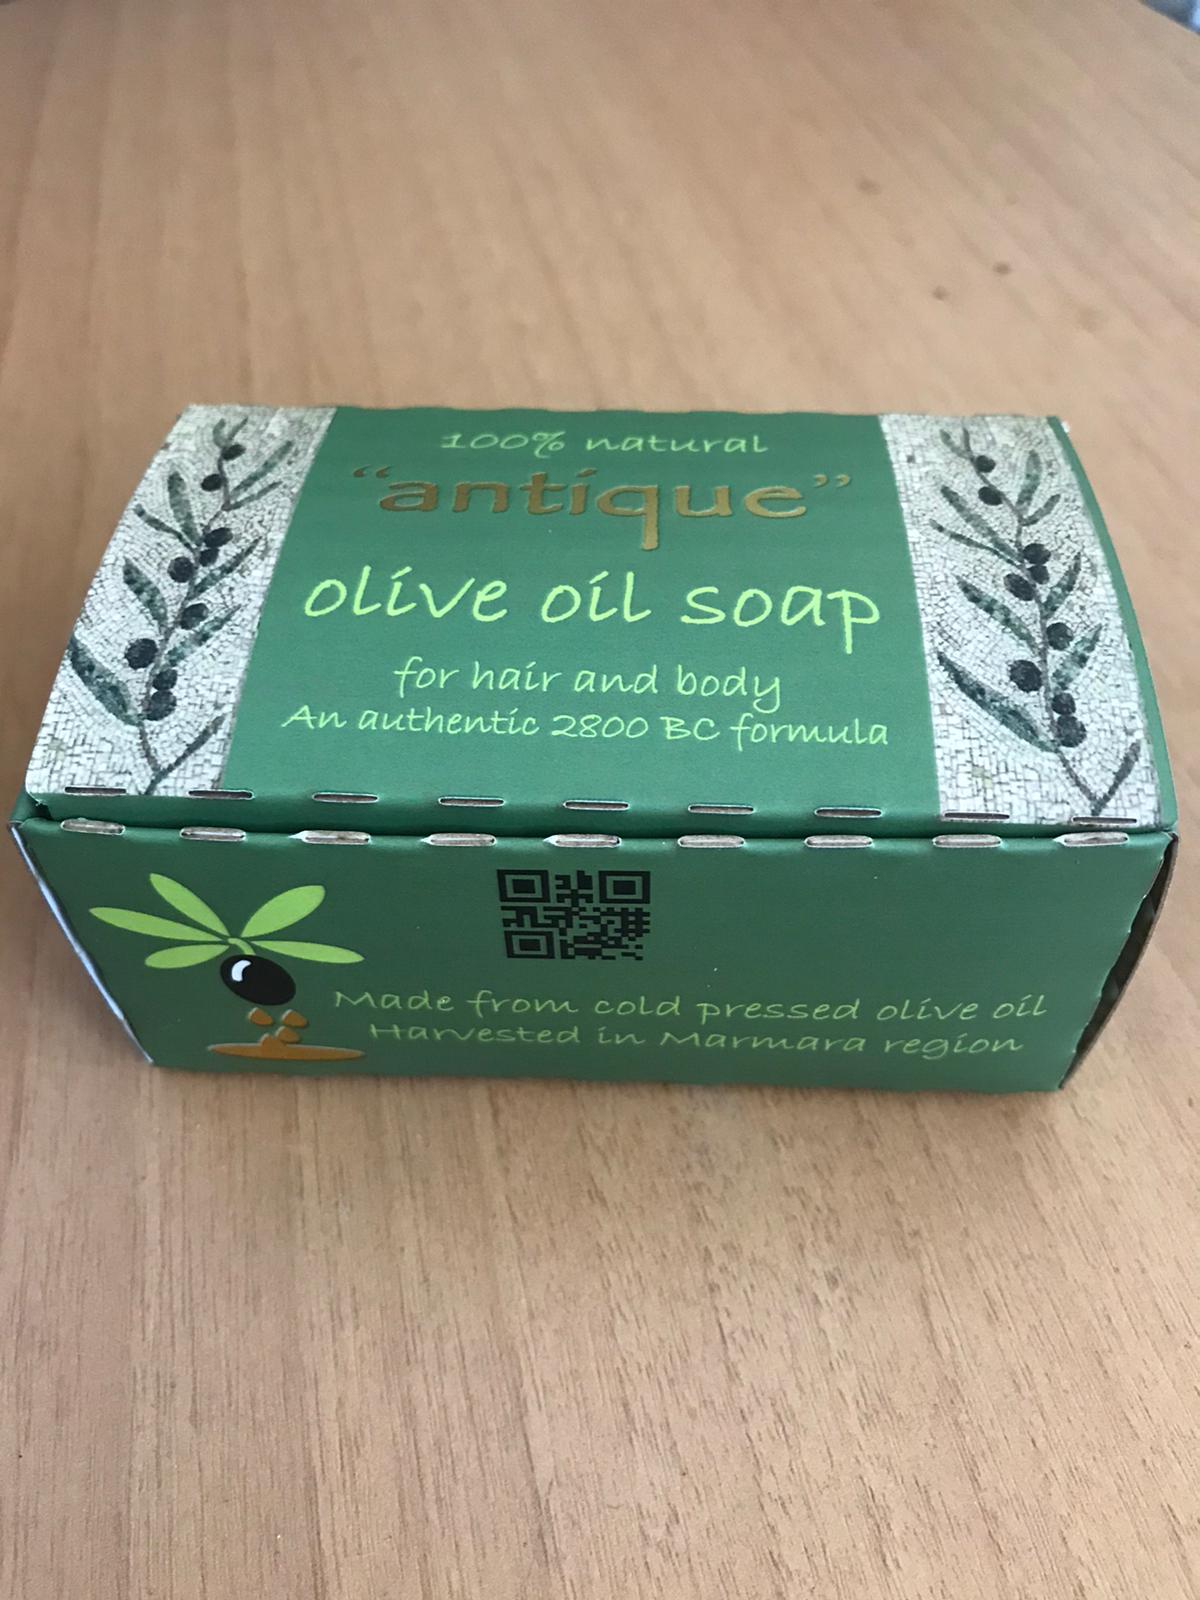 100% natural
"antique"
olive oil soap
for hair and body
An authentic 2800 BC formula
Made from cold pressed olive oil
Harvested in Marmara region